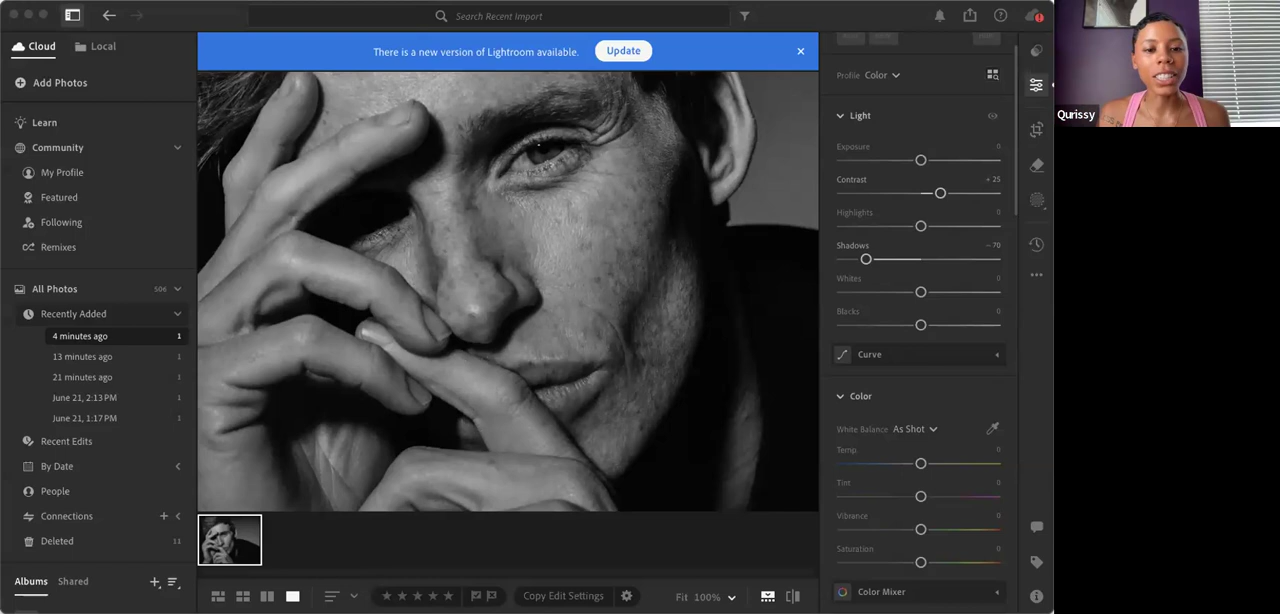 Search Recent Import
Cloud
Local
There is a new version of Lightroom available.
Update
Add Photos
Learn
Community
My Profile
Featured
Following
Remixes
All Photos
506
Recently Added
4 minutes ago
1
13 minutes ago
1
21 minutes ago
1
June 21, 2:13 PM
1
June 21, 1:17 PM
1
Recent Edits
By Date
People
Connections
Deleted
11
Albums
Shared
Copy Edit Settings
Fit
100%
Profile
Color
Light
Exposure
0
Contrast
+ 25
Highlights
0
Shadows
- 70
Whites
0
Blacks
0
Curve
Color
White Balance
As Shot
Temp
0
Tint
0
Vibrance
0
Saturation
0
Color Mixer
Qurissy